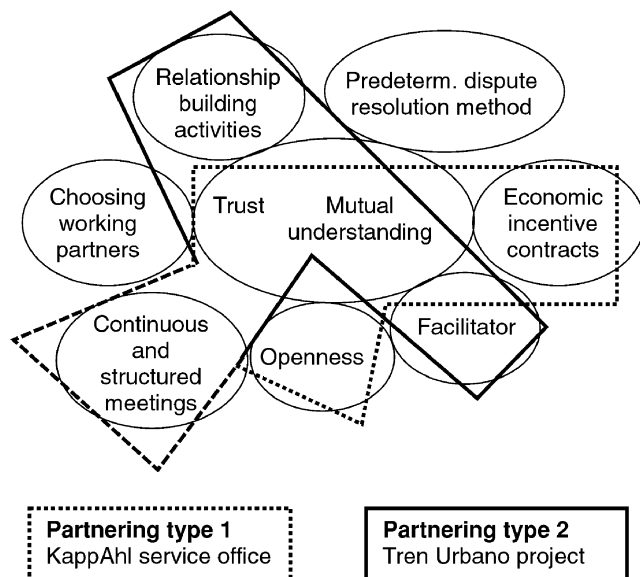 Relationship
building
activities
Predeterm. dispute
resolution method
Choosing
working
partners
Trust
Mutual
understanding
Economic
incentive
contracts
Continuous
and
structured
meetings
Openness
Facilitator
Partnering type 1
KappAhl service office
Partnering type 2
Tren Urbano project